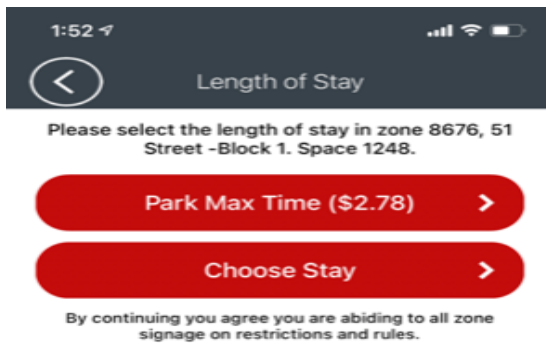 1:52
Length of Stay
Please select the length of stay in zone 8676, 51
Street -Block 1. Space 1248.
Park Max Time ($2.78)
Choose Stay
By continuing you agree you are abiding to all zone
signage on restrictions and rules.